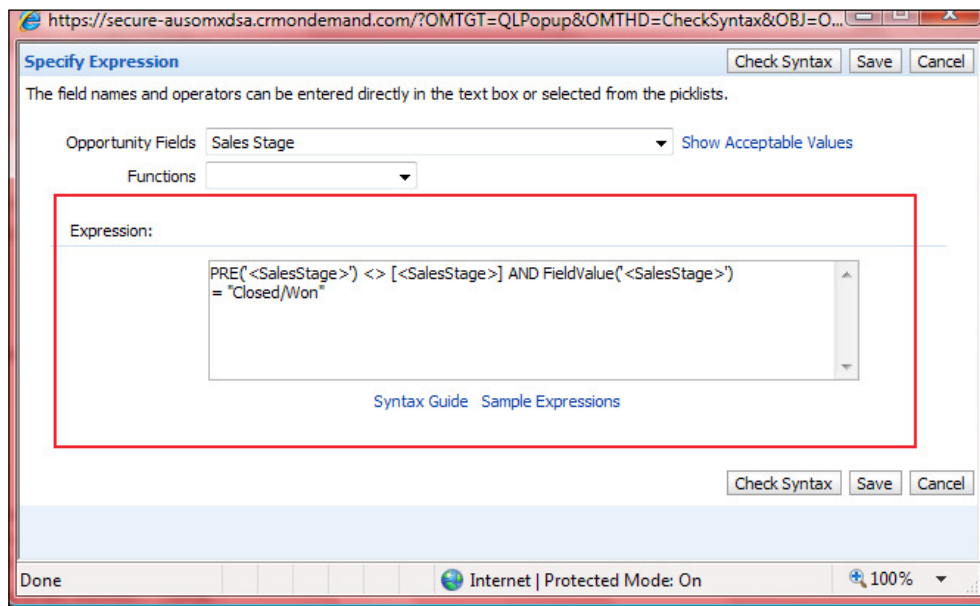 https://secure-ausomxdsa.crmondemand.com/?OMTGT=QLPopup&OMTHD=CheckSyntax&OBJ=O...
Specify Expression Check Syntax Save Cancel
The field names and operators can be entered directly in the text box or selected from the picklists.
Opportunity Fields Sales Stage Show Acceptable Values
Functions
Expression:
PRE('<SalesStage>') <> [<SalesStage>] AND FieldValue('<SalesStage>')
= "Closed/Won"
Syntax Guide Sample Expressions
Check Syntax Save Cancel
Done Internet | Protected Mode: On 100%